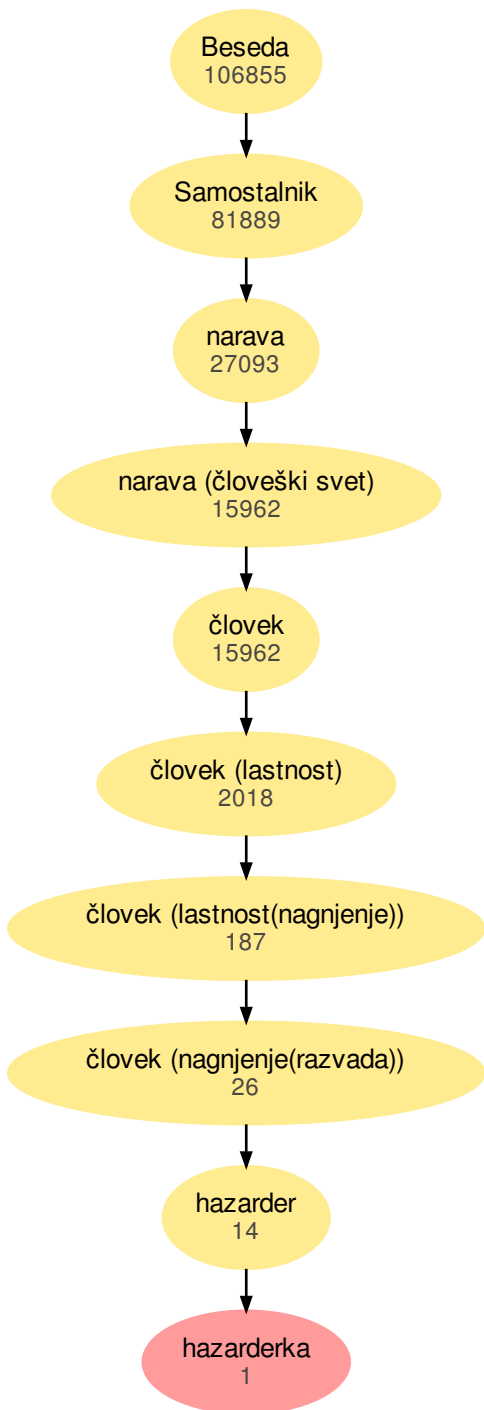 Beseda
106855
Samostalnik
81889
narava
27093
narava (človeški svet)
15962
človek
15962
človek (lastnost)
2018
človek (lastnost(nagnjenje))
187
človek (nagnjenje(razvada))
26
hazarder
14
hazarderka
1